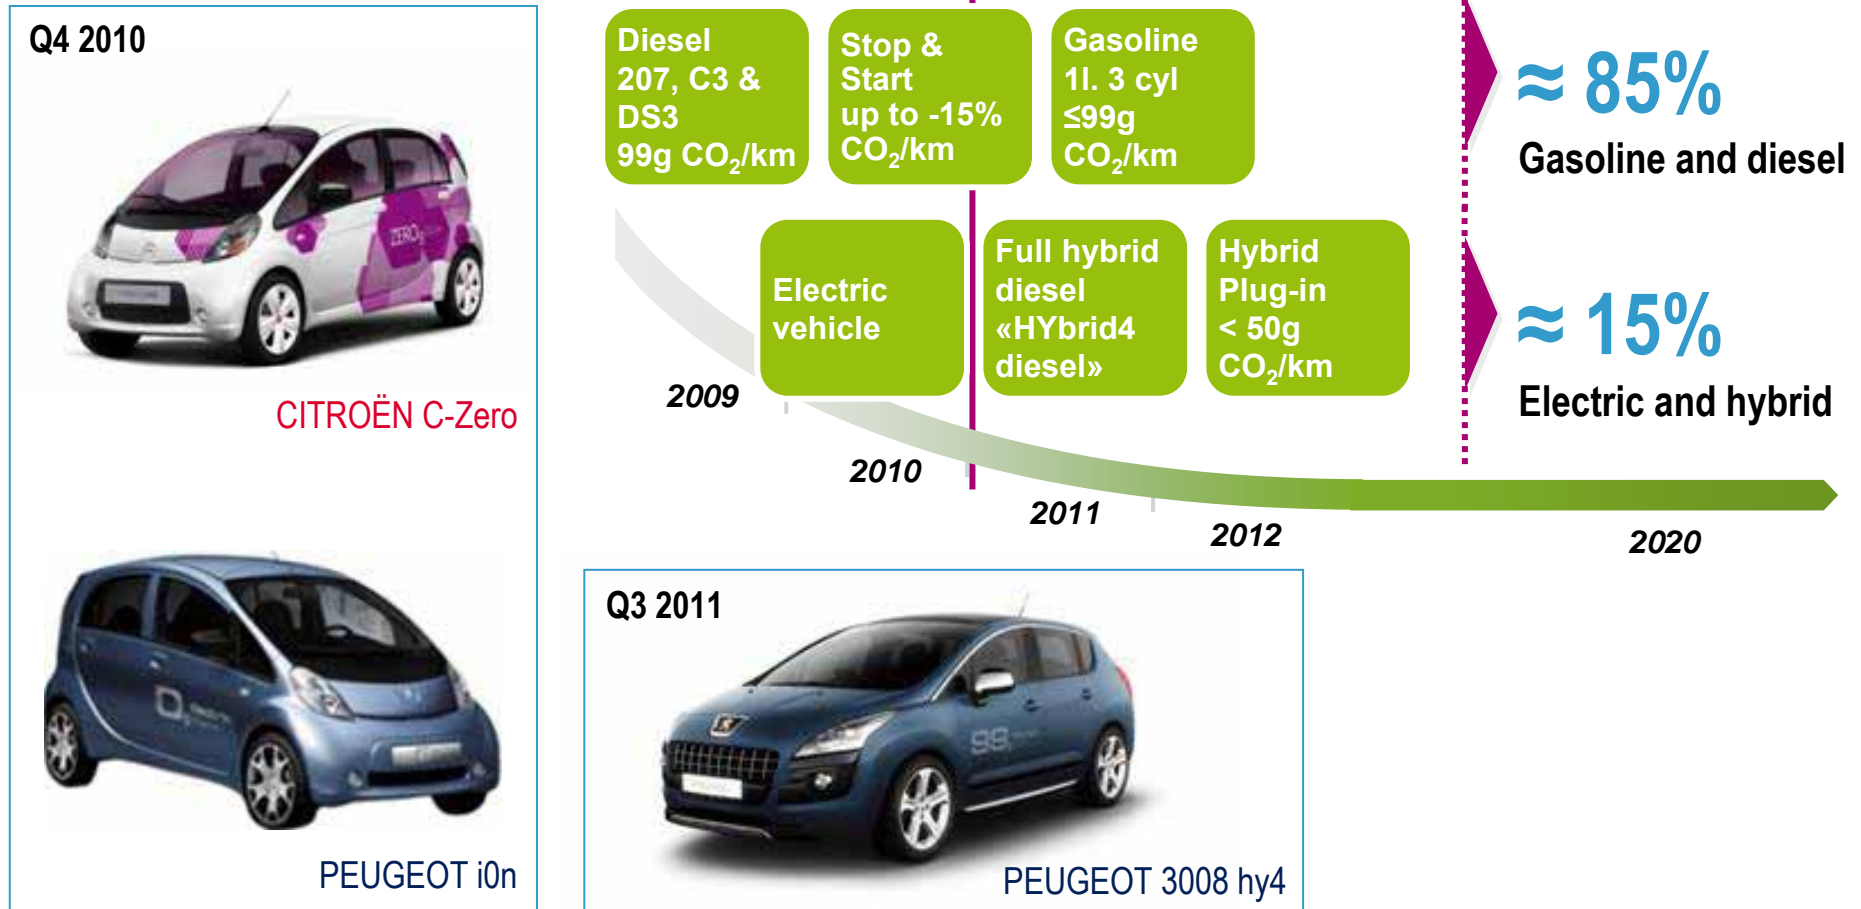 Q4 2010
CITROËN C-Zero
PEUGEOT i0n
Diesel
207, C3 &
DS3
99g CO₂/km
Stop &
Start
up to -15%
CO₂/km
Gasoline
1l. 3 cyl
≤99g
CO₂/km
≈ 85%
Gasoline and diesel
Electric
vehicle
Full hybrid
diesel
«HYbrid4
diesel»
Hybrid
Plug-in
< 50g
CO₂/km
≈ 15%
Electric and hybrid
2009
2010
2011
2012
2020
Q3 2011
99
PEUGEOT 3008 hy4
ZERO